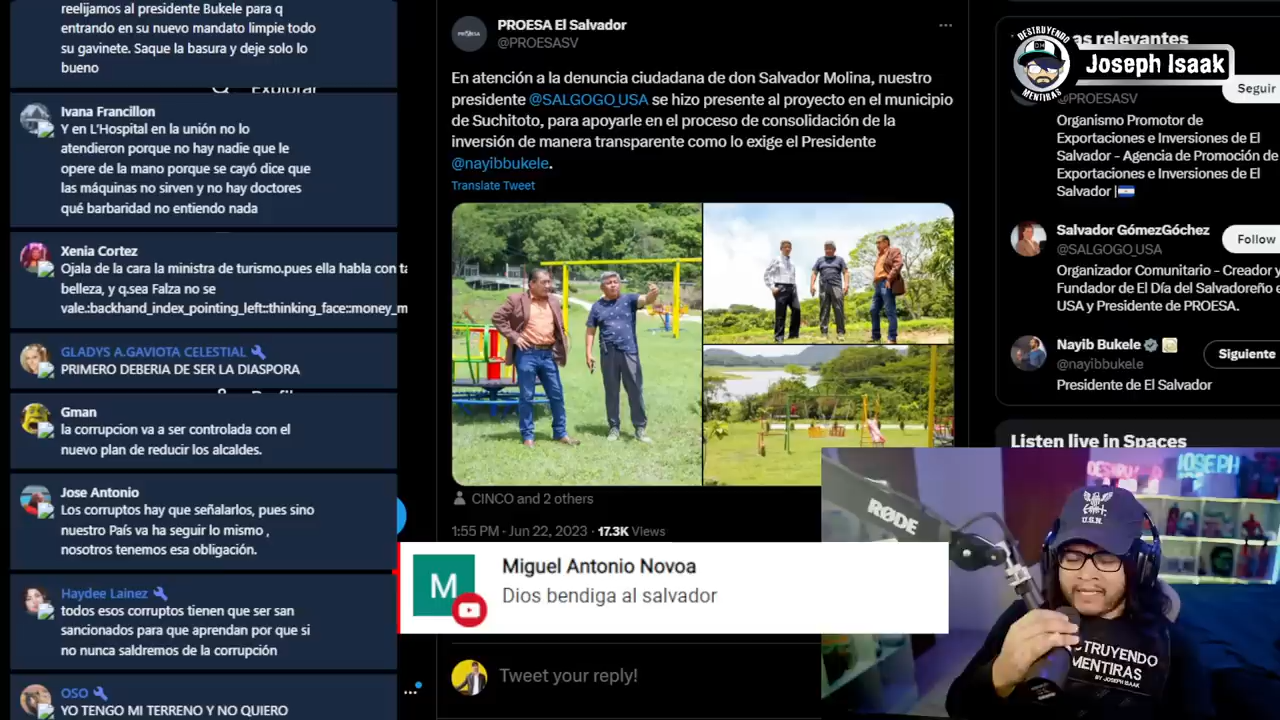 reelijamos al presidente Bukele para q
entrando en su nuevo mandato limpie todo
su gavinete. Saque la basura y deje solo lo
bueno
Explorar
Ivana Francillon
Y en L'Hospital en la unión no lo
atendieron porque no hay nadie que le
opere de la mano porque se cayó dice que
las máquinas no sirven y no hay doctores
qué barbaridad no entiendo nada
Xenia Cortez
Ojala de la cara la ministra de turismo.pues ella habla con ta
belleza, y q.sea Falza no se
vale.:backhand_index_pointing_left::thinking_face::money_m
GLADYS A.GAVIOTA CELESTIAL
PRIMERO DEBERIA DE SER LA DIASPORA
Gman
la corrupcion va a ser controlada con el
nuevo plan de reducir los alcaldes.
Jose Antonio
Los corruptos hay que señalarlos, pues sino
nuestro País va ha seguir lo mismo ,
nosotros tenemos esa obligación.
Haydee Lainez
todos esos corruptos tienen que ser san
sancionados para que aprendan por que si
no nunca saldremos de la corrupción
OSO
YO TENGO MI TERRENO Y NO QUIERO
PROESA El Salvador
@PROESASV
En atención a la denuncia ciudadana de don Salvador Molina, nuestro
presidente @SALGOGO_USA se hizo presente al proyecto en el municipio
de Suchitoto, para apoyarle en el proceso de consolidación de la
inversión de manera transparente como lo exige el Presidente
@nayibbukele.
Translate Tweet
CINCO and 2 others
1:55 PM · Jun 22, 2023 · 17.3K Views
M
Miguel Antonio Novoa
Dios bendiga al salvador
Tweet your reply!
as relevantes
DESTRUYENDO
MENTIRAS
Joseph Isaak
@PROESASV
Seguir
Organismo Promotor de
Exportaciones e Inversiones de El
Salvador - Agencia de Promoción de
Exportaciones e Inversiones de El
Salvador
Salvador GómezGóchez
@SALGOGO_USA
Follow
Organizador Comunitario - Creador y
Fundador de El Día del Salvadoreño e
USA y Presidente de PROESA.
Nayib Bukele
@nayibbukele
Siguiente
Presidente de El Salvador
Listen live in Spaces
JOSEPH
RØDE
U.S.N.
STRUYENDO
MENTIRAS
BY JOSEPH ISAAK